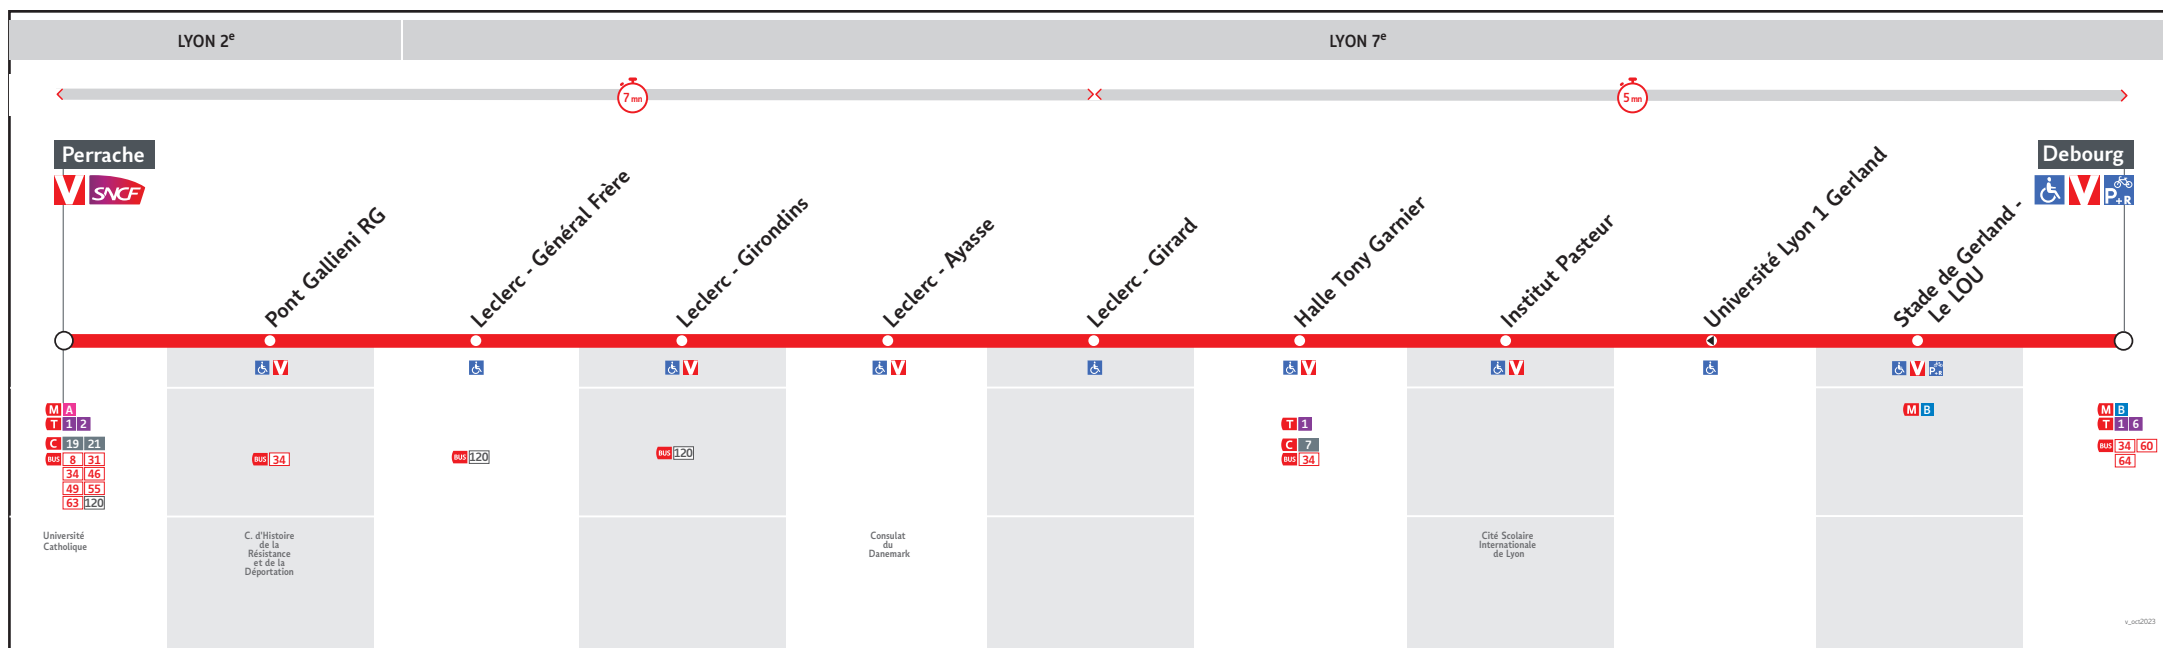 LYON 2e
LYON 7e
7 mn
5 mn
Perrache
V SNCF
Pont Gallieni RG
Leclerc - Général Frère
Leclerc - Girondins
Leclerc - Ayasse
Leclerc - Girard
Halle Tony Garnier
Institut Pasteur
Université Lyon 1 Gerland
Stade de Gerland -
Le LOU
Debourg
V P+R
V
V
V
V
V
V P+R
M A
T 1 2
C 19 21
BUS 8 31
34 46
49 55
63 120
BUS 34
BUS 120
BUS 120
T 1
C 7
BUS 34
M B
M B
T 1 6
BUS 34 60
64
Université
Catholique
C. d'Histoire
de la
Résistance
et de la
Déportation
Consulat
du
Danemark
Cité Scolaire
Internationale
de Lyon
v_oct2023